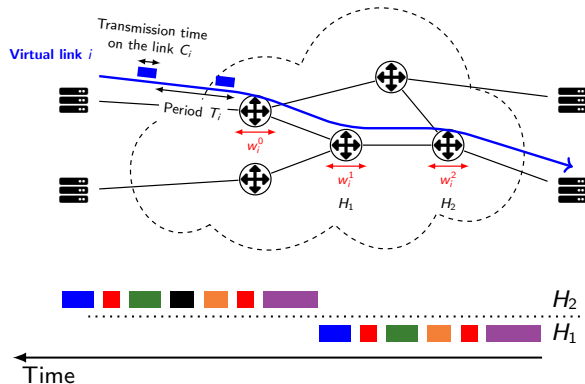 Transmission time
on the link C_i
Virtual link i
Period T_i
w_i^0
w_i^1
w_i^2
H_1
H_2
H_2
H_1
Time